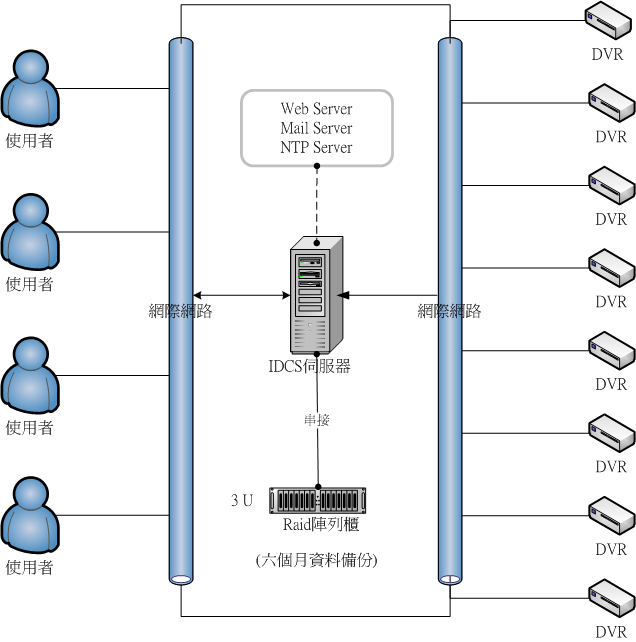 使用者
使用者
使用者
使用者
網際網路
Web Server
Mail Server
NTP Server
IDCS伺服器
串接
3 U
Raid陣列櫃
(六個月資料備份)
網際網路
DVR
DVR
DVR
DVR
DVR
DVR
DVR
DVR